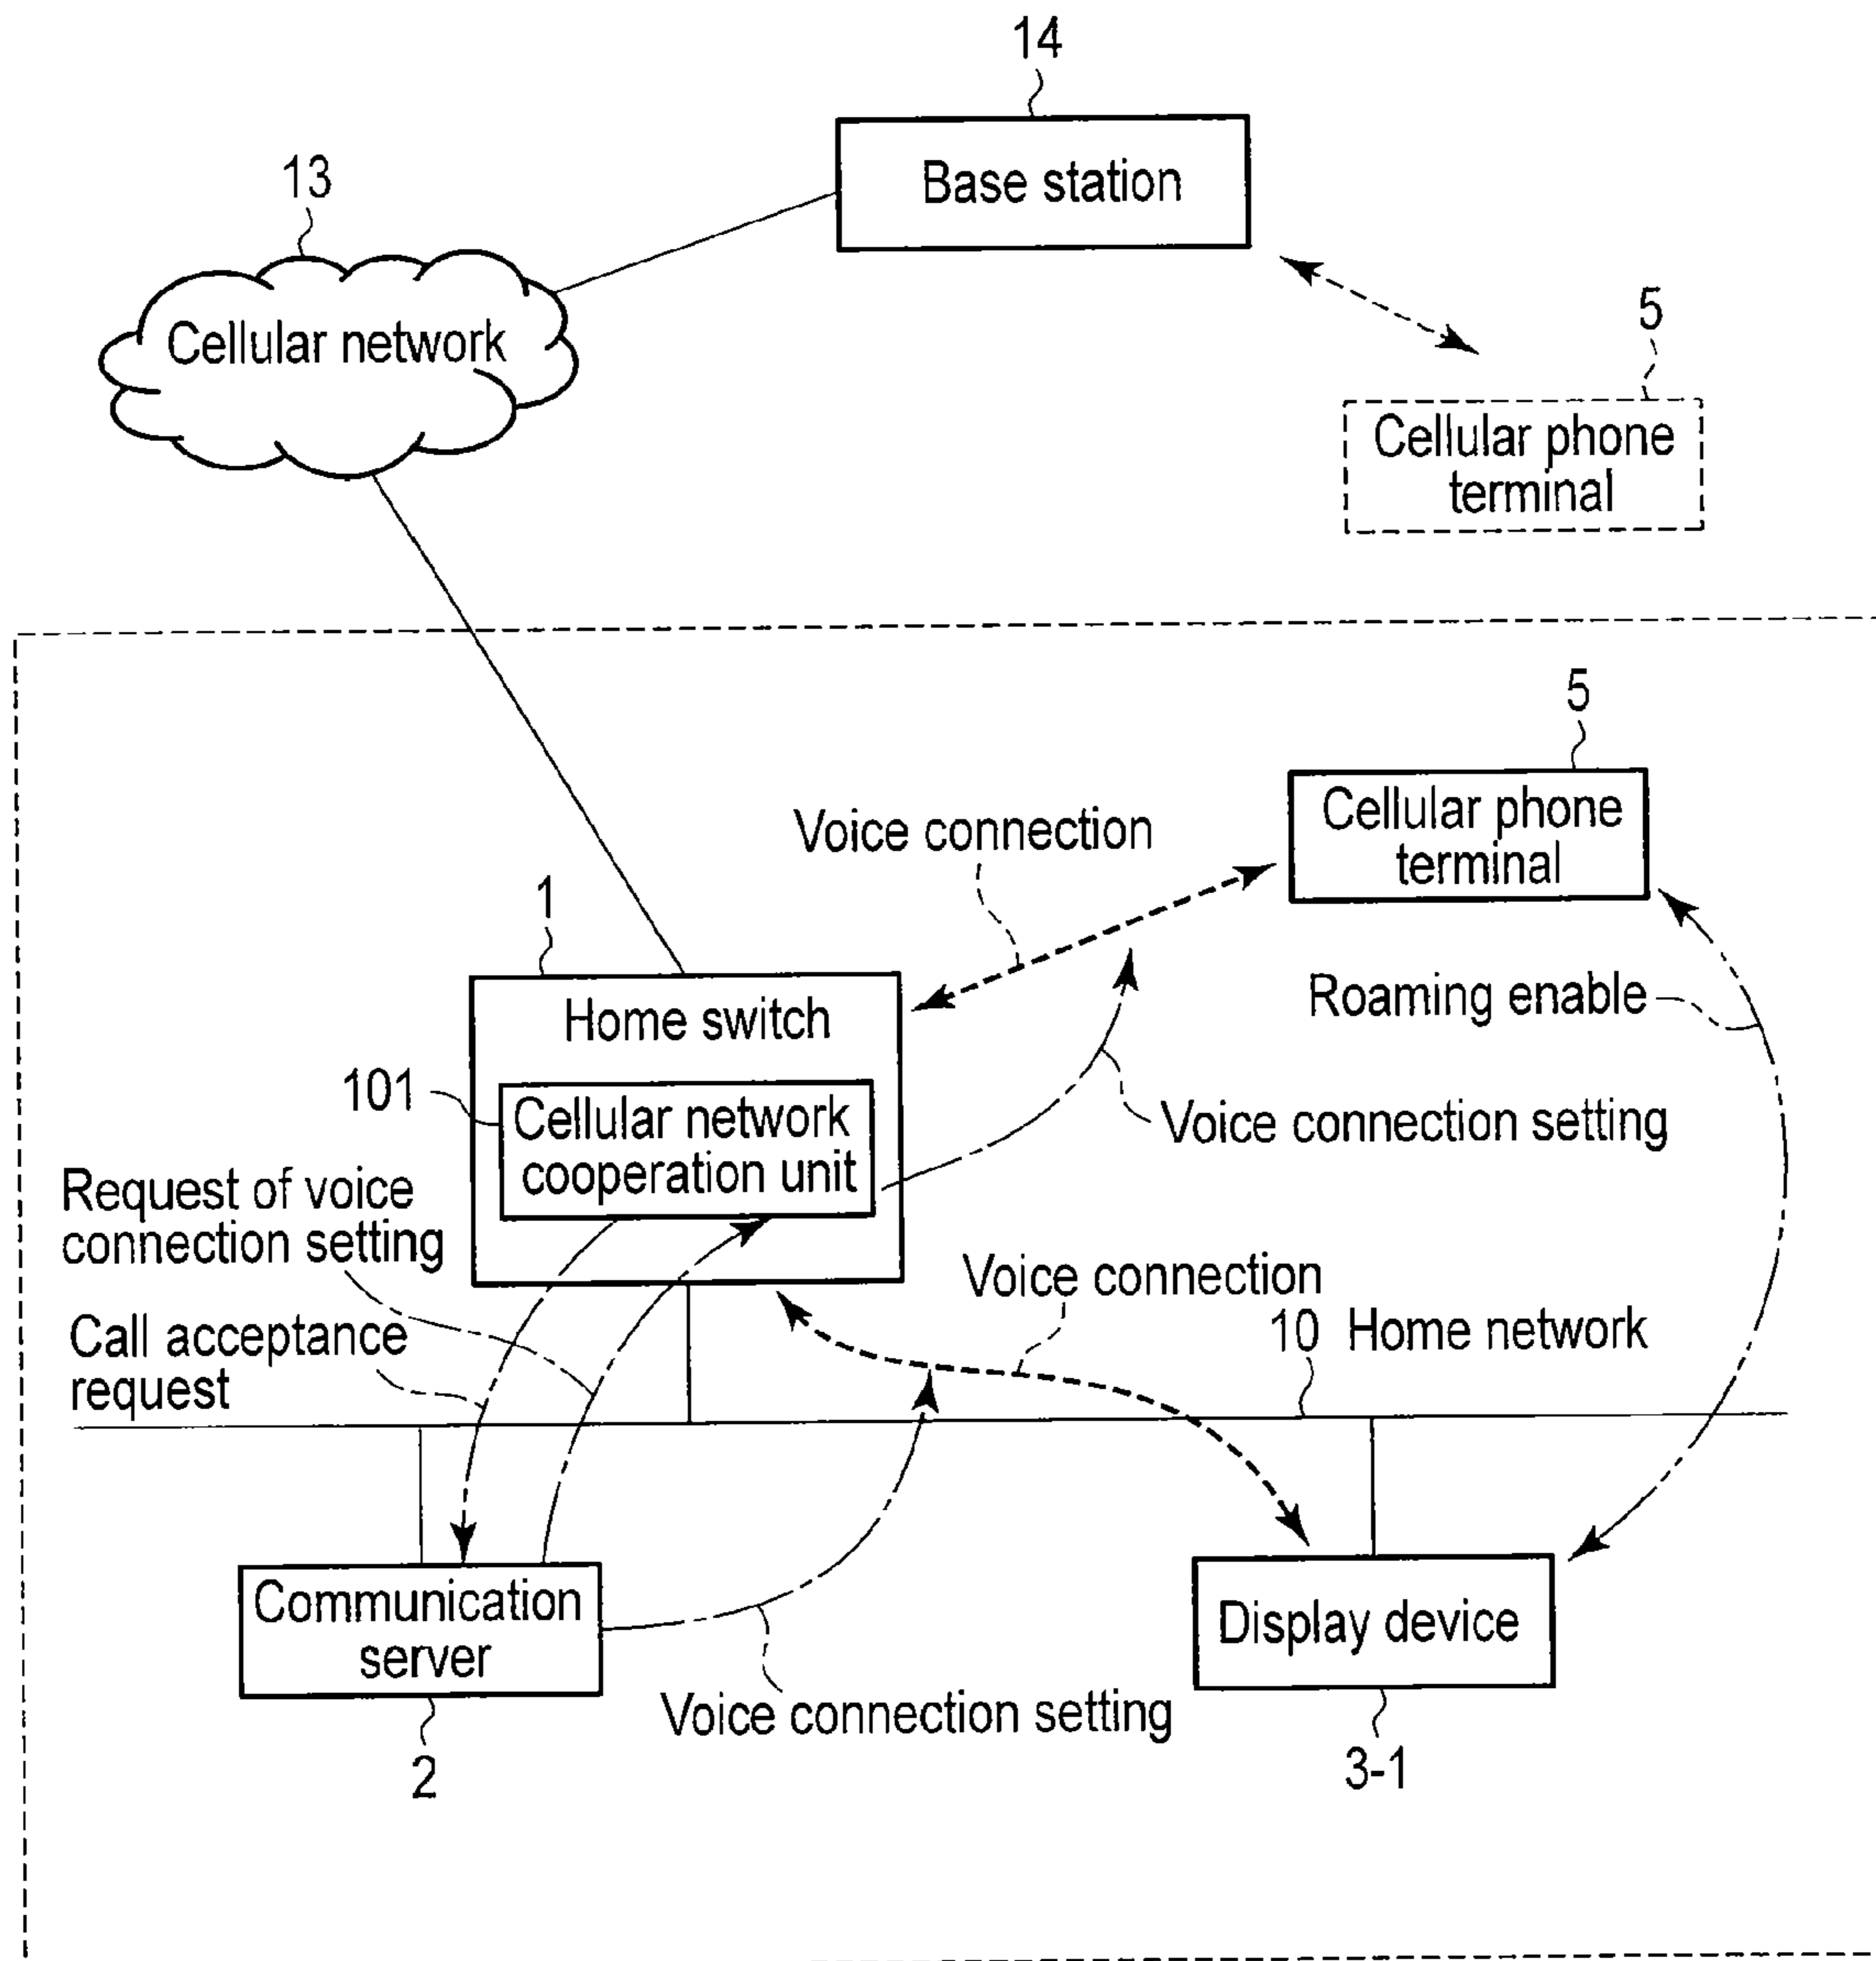 14
Base station
13
Cellular network
5
Cellular phone
terminal
5
Cellular phone
terminal
Voice connection
1
Home switch
Roaming enable
101
Cellular network
cooperation unit
Voice connection setting
Request of voice
connection setting
Voice connection
10 Home network
Call acceptance
request
Communication
server
2
Display device
3-1
Voice connection setting